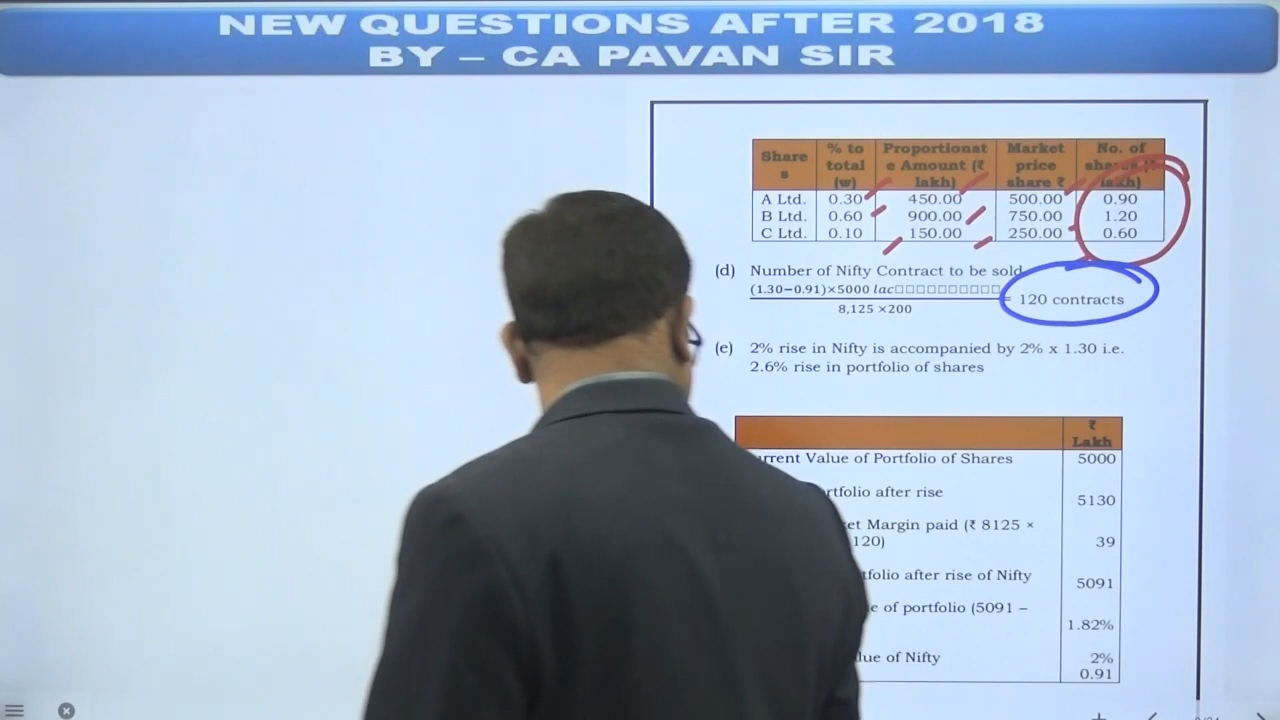 NEW QUESTIONS AFTER 2018
BY – CA PAVAN SIR
Share
s
% to
total
(w)
Proportionat
e Amount (₹
lakh)
Market
price
share ₹
No. of
lakh)
A Ltd. 0.30 450.00 500.00 0.90
B Ltd. 0.60 900.00 750.00 1.20
C Ltd. 0.10 150.00 250.00 0.60
(d) Number of Nifty Contract to be sold
(1.30−0.91)×5000 lac□□□□□□□□□□
8,125 ×200
= 120 contracts
(e) 2% rise in Nifty is accompanied by 2% x 1.30 i.e.
2.6% rise in portfolio of shares
₹
Lakh
Value of Portfolio of Shares 5000
after rise 5130
Margin paid (₹ 8125 ×
120) 39
after rise of Nifty 5091
of portfolio (5091 –
1.82%
of Nifty 2%
0.91